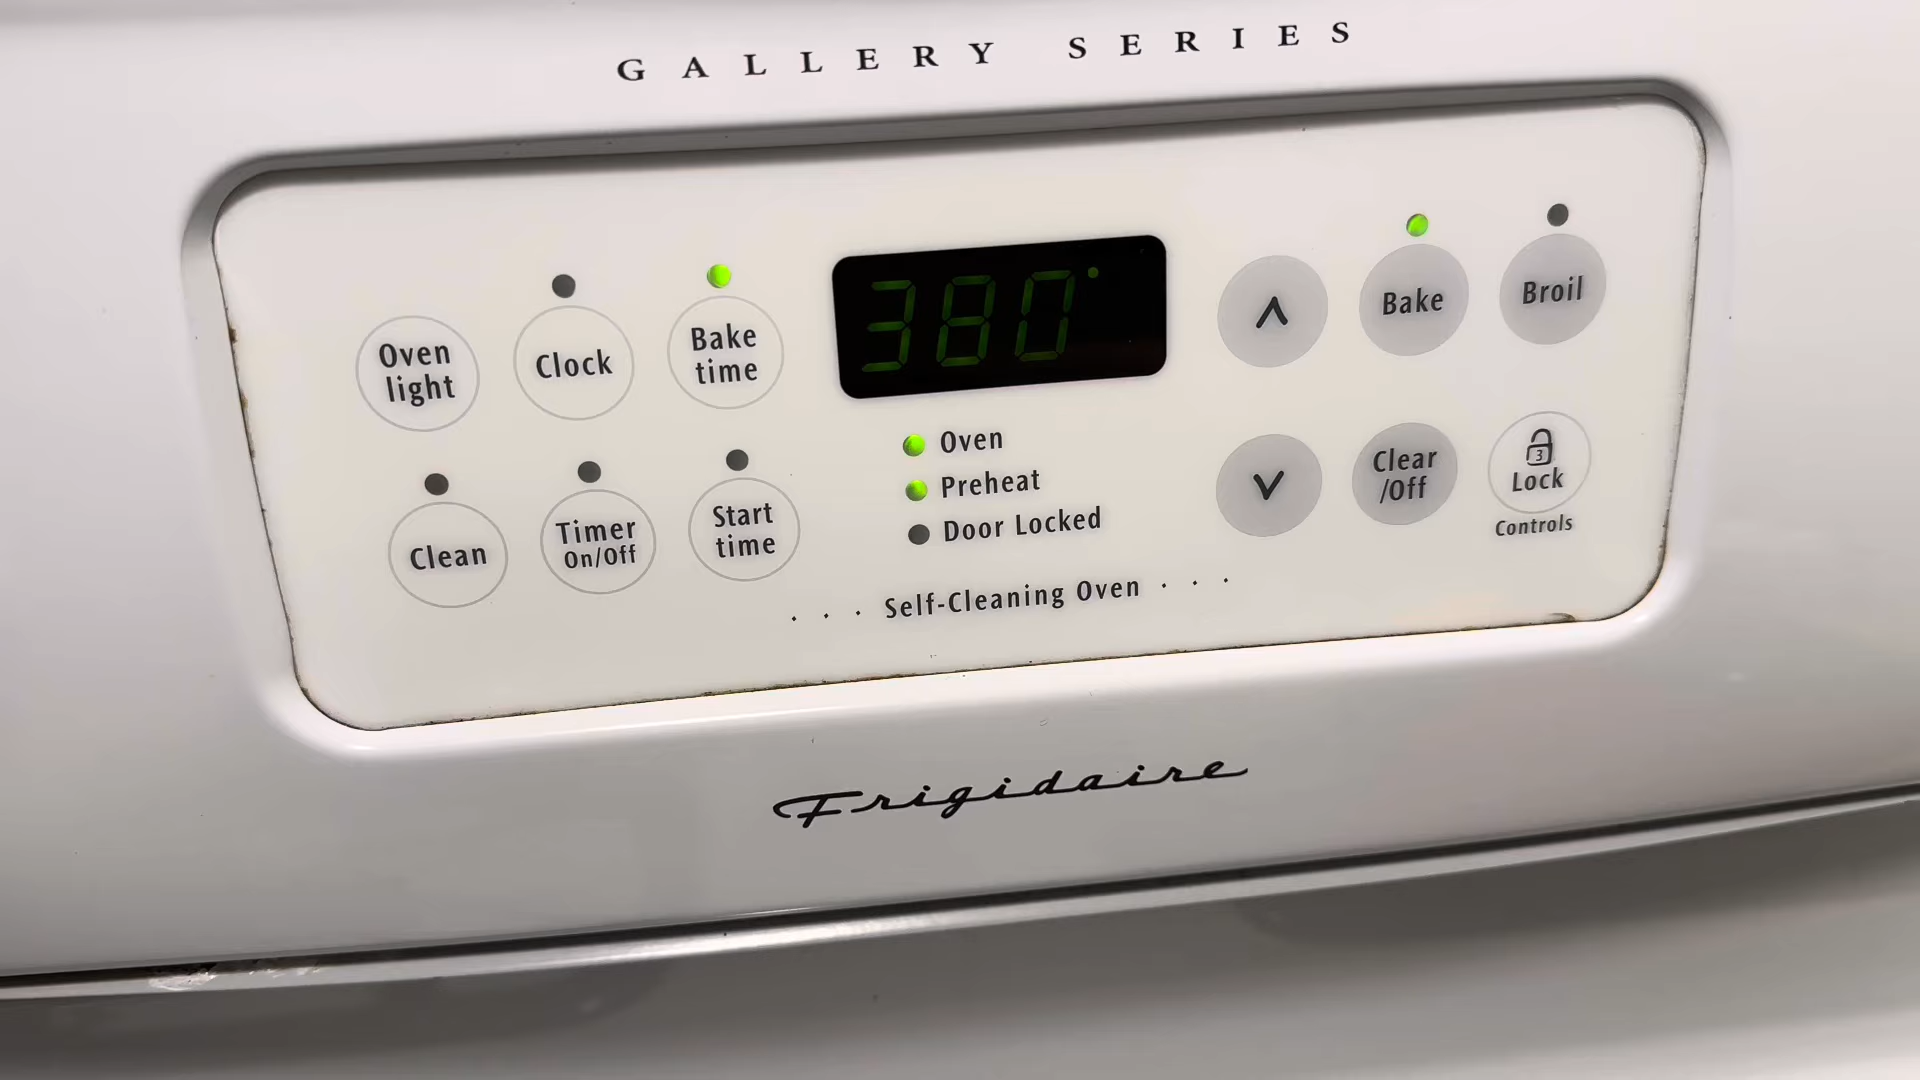 GALLERY SERIES
380°
Oven
light
Clock
Bake
time
Bake
Broil
Oven
Preheat
Door Locked
Clean
Timer
On/Off
Start
time
Clear
/Off
3
Lock
Controls
. . . Self-Cleaning Oven . . .
Frigidaire